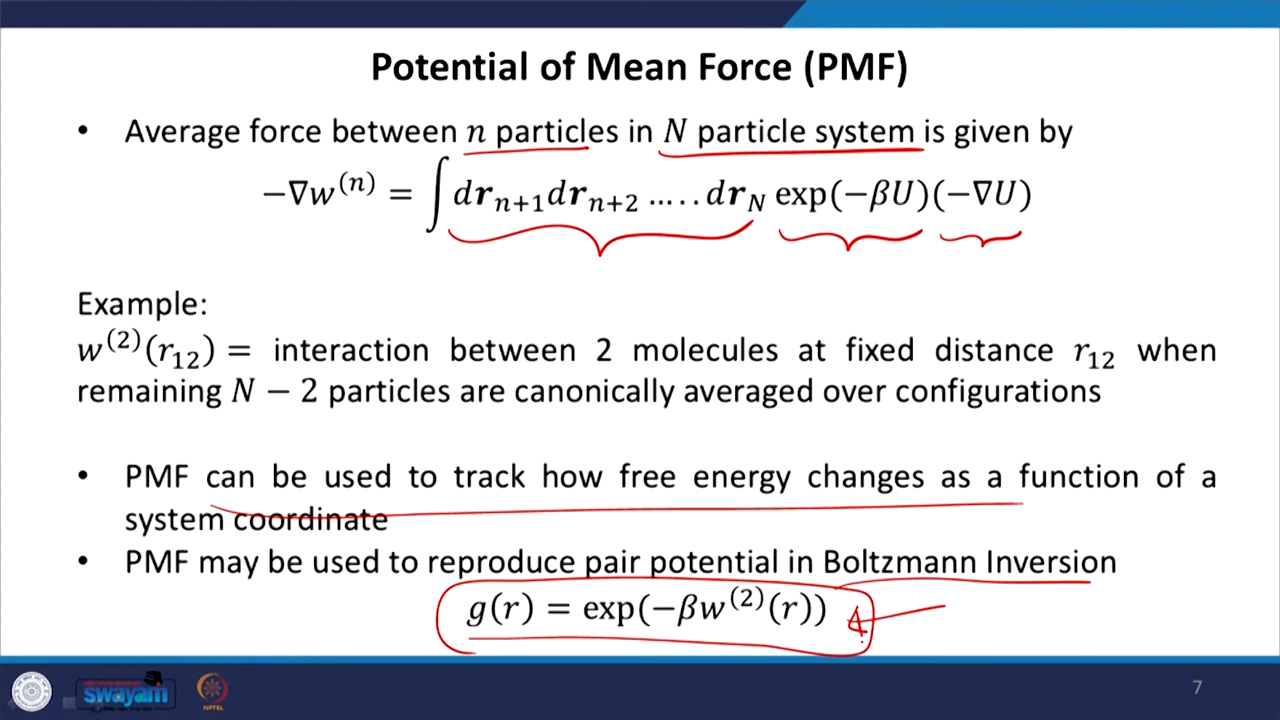 Potential of Mean Force (PMF)
• Average force between n particles in N particle system is given by
−∇w⁽ⁿ⁾ = ∫ d𝒓ₙ₊₁d𝒓ₙ₊₂ ….. d𝒓_N exp(−βU)(−∇U)
Example:
w⁽²⁾(r₁₂) = interaction between 2 molecules at fixed distance r₁₂ when
remaining N − 2 particles are canonically averaged over configurations
• PMF can be used to track how free energy changes as a function of a
system coordinate
• PMF may be used to reproduce pair potential in Boltzmann Inversion
g(r) = exp(−βw⁽²⁾(r))
swayam
NPTEL
7